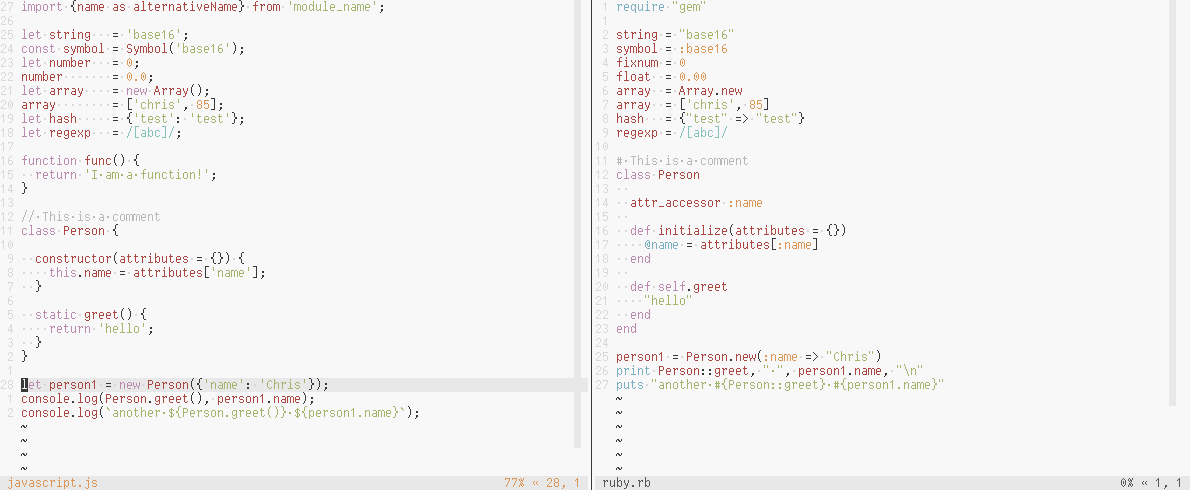 27 import {name as alternativeName} from 'module_name';
26
25 let string   = 'base16';
24 const symbol = Symbol('base16');
23 let number   = 0;
22 number       = 0.0;
21 let array    = new Array();
20 array        = ['chris', 85];
19 let hash     = {'test': 'test'};
18 let regexp   = /[abc]/;
17
16 function func() {
15   return 'I am a function!';
14 }
13
12 // This is a comment
11 class Person {
10
9   constructor(attributes = {}) {
8     this.name = attributes['name'];
7   }
6
5   static greet() {
4     return 'hello';
3   }
2 }
1
28 let person1 = new Person({'name': 'Chris'});
1 console.log(Person.greet(), person1.name);
2 console.log(`another ${Person.greet()} ${person1.name}`);
~
~
~
~
javascript.js 77% « 28, 1
1 require "gem"
1
2 string = "base16"
3 symbol = :base16
4 fixnum = 0
5 float  = 0.00
6 array  = Array.new
7 array  = ['chris', 85]
8 hash   = {"test" => "test"}
9 regexp = /[abc]/
10
11 # This is a comment
12 class Person
13
14   attr_accessor :name
15
16   def initialize(attributes = {})
17     @name = attributes[:name]
18   end
19
20   def self.greet
21     "hello"
22   end
23 end
24
25 person1 = Person.new(:name => "Chris")
26 print Person::greet, " ", person1.name, "\n"
27 puts "another #{Person::greet} #{person1.name}"
~
~
~
~
~
~
ruby.rb 0% « 1, 1